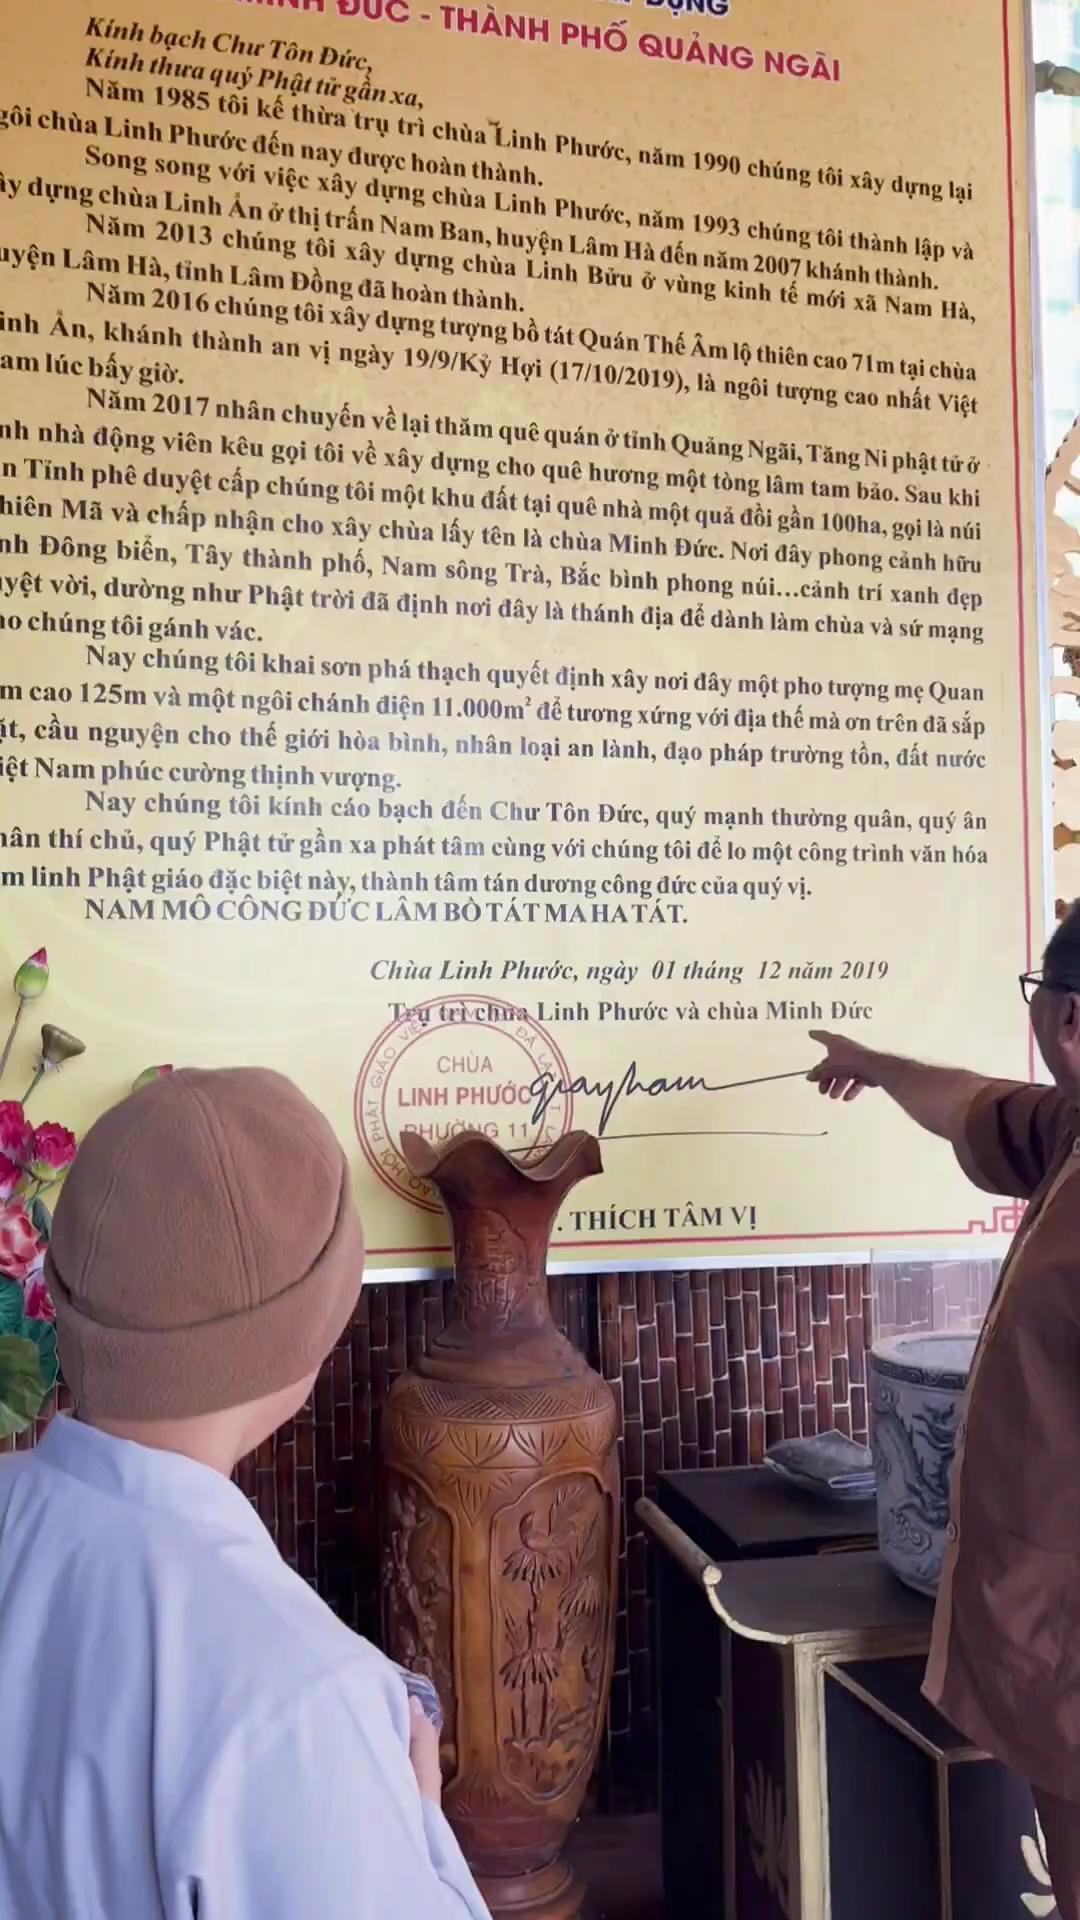 DỰNG
MINH ĐỨC - THÀNH PHỐ QUẢNG NGÃI
Kính bạch Chư Tôn Đức,
Kính thưa quý Phật tử gần xa,
Năm 1985 tôi kế thừa trụ trì chùa Linh Phước, năm 1990 chúng tôi xây dựng lại
chùa Linh Phước đến nay được hoàn thành.
Song song với việc xây dựng chùa Linh Phước, năm 1993 chúng tôi thành lập và
dựng chùa Linh Ẩn ở thị trấn Nam Ban, huyện Lâm Hà đến năm 2007 khánh thành.
Năm 2013 chúng tôi xây dựng chùa Linh Bửu ở vùng kinh tế mới xã Nam Hà,
Lâm Hà, tỉnh Lâm Đồng đã hoàn thành.
Năm 2016 chúng tôi xây dựng tượng bồ tát Quán Thế Âm lộ thiên cao 71m tại chùa
Ẩn, khánh thành an vị ngày 19/9/Kỷ Hợi (17/10/2019), là ngôi tượng cao nhất Việt
am lúc bấy giờ.
Năm 2017 nhân chuyến về lại thăm quê quán ở tỉnh Quảng Ngãi, Tăng Ni phật tử ở
nh nhà động viên kêu gọi tôi về xây dựng cho quê hương một tòng lâm tam bảo. Sau khi
n Tỉnh phê duyệt cấp chúng tôi một khu đất tại quê nhà một quả đồi gần 100ha, gọi là núi
hiên Mã và chấp nhận cho xây chùa lấy tên là chùa Minh Đức. Nơi đây phong cảnh hữu
nh Đông biển, Tây thành phố, Nam sông Trà, Bắc bình phong núi...cảnh trí xanh đẹp
yệt vời, dường như Phật trời đã định nơi đây là thánh địa để dành làm chùa và sứ mạng
ho chúng tôi gánh vác.
Nay chúng tôi khai sơn phá thạch quyết định xây nơi đây một pho tượng mẹ Quan
m cao 125m và một ngôi chánh điện 11.000m² để tương xứng với địa thế mà ơn trên đã sắp
ặt, cầu nguyện cho thế giới hòa bình, nhân loại an lành, đạo pháp trường tồn, đất nước
iệt Nam phúc cường thịnh vượng.
Nay chúng tôi kính cáo bạch đến Chư Tôn Đức, quý mạnh thường quân, quý ân
hân thí chủ, quý Phật tử gần xa phát tâm cùng với chúng tôi để lo một công trình văn hóa
m linh Phật giáo đặc biệt này, thành tâm tán dương công đức của quý vị.
NAM MÔ CÔNG ĐỨC LÂM BỒ TÁT MA HA TÁT.
Chùa Linh Phước, ngày 01 tháng 12 năm 2019
Trụ trì chùa Linh Phước và chùa Minh Đức
CHÙA
LINH PHƯỚC
PHƯỜNG 11
. THÍCH TÂM VỊ